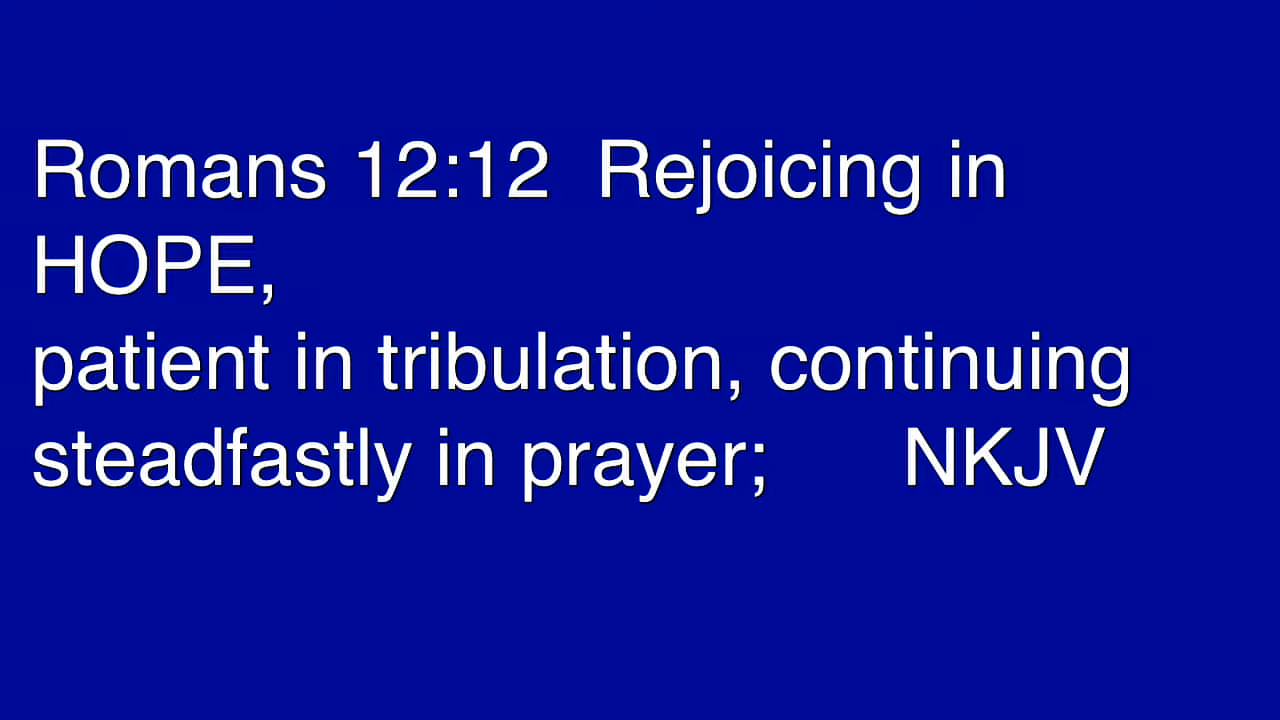 Romans 12:12  Rejoicing in
HOPE,
patient in tribulation, continuing
steadfastly in prayer;      NKJV